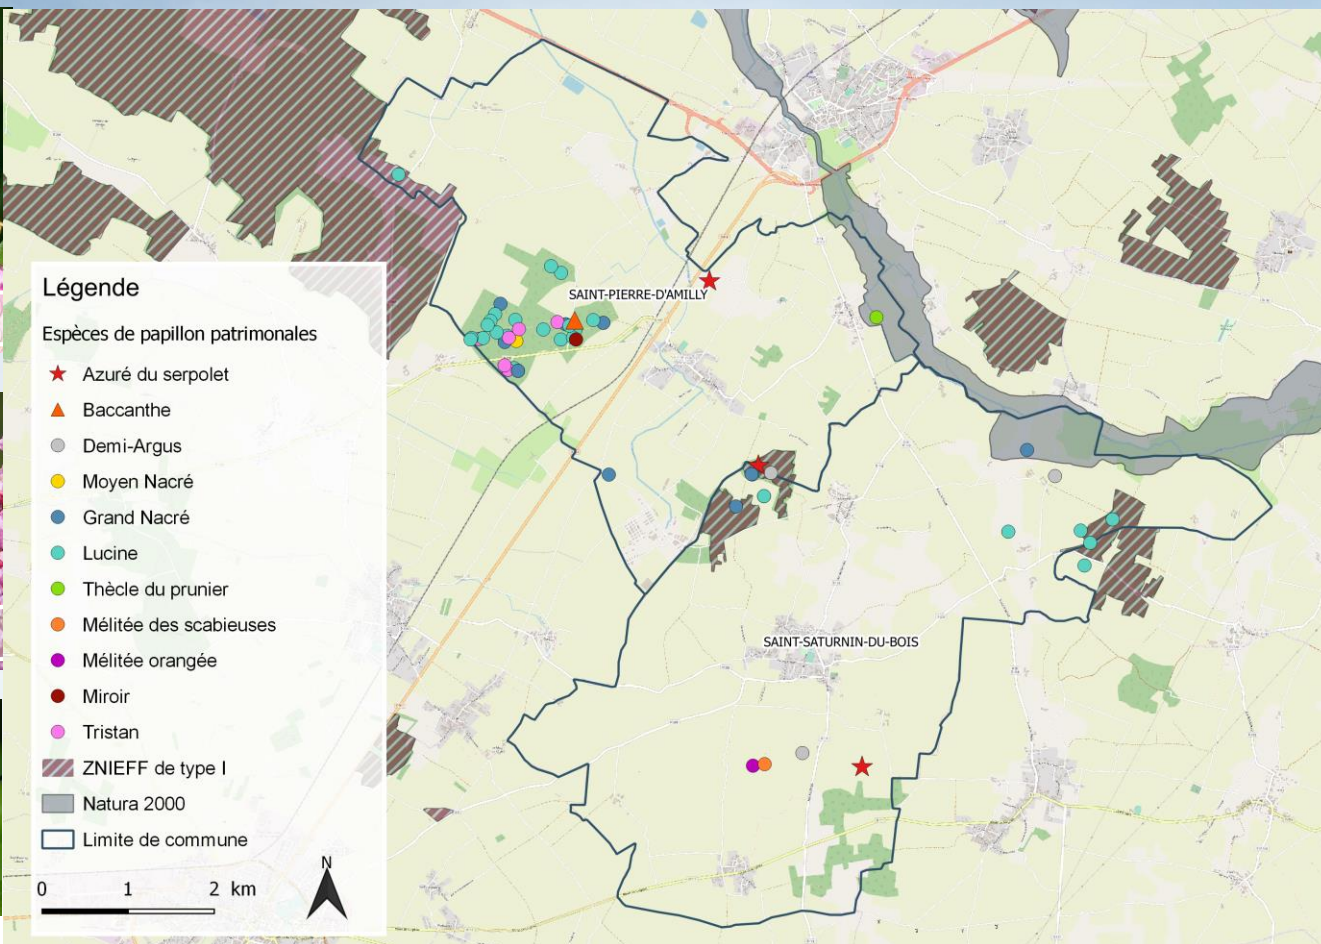 Légende
Espèces de papillon patrimonales
Azuré du serpolet
Baccanthe
Demi-Argus
Moyen Nacré
Grand Nacré
Lucine
Thècle du prunier
Mélitée des scabieuses
Mélitée orangée
Miroir
Tristan
ZNIEFF de type I
Natura 2000
Limite de commune
N
0 1 2 km
SAINT-PIERRE-D'AMILLY
SAINT-SATURNIN-DU-BOIS